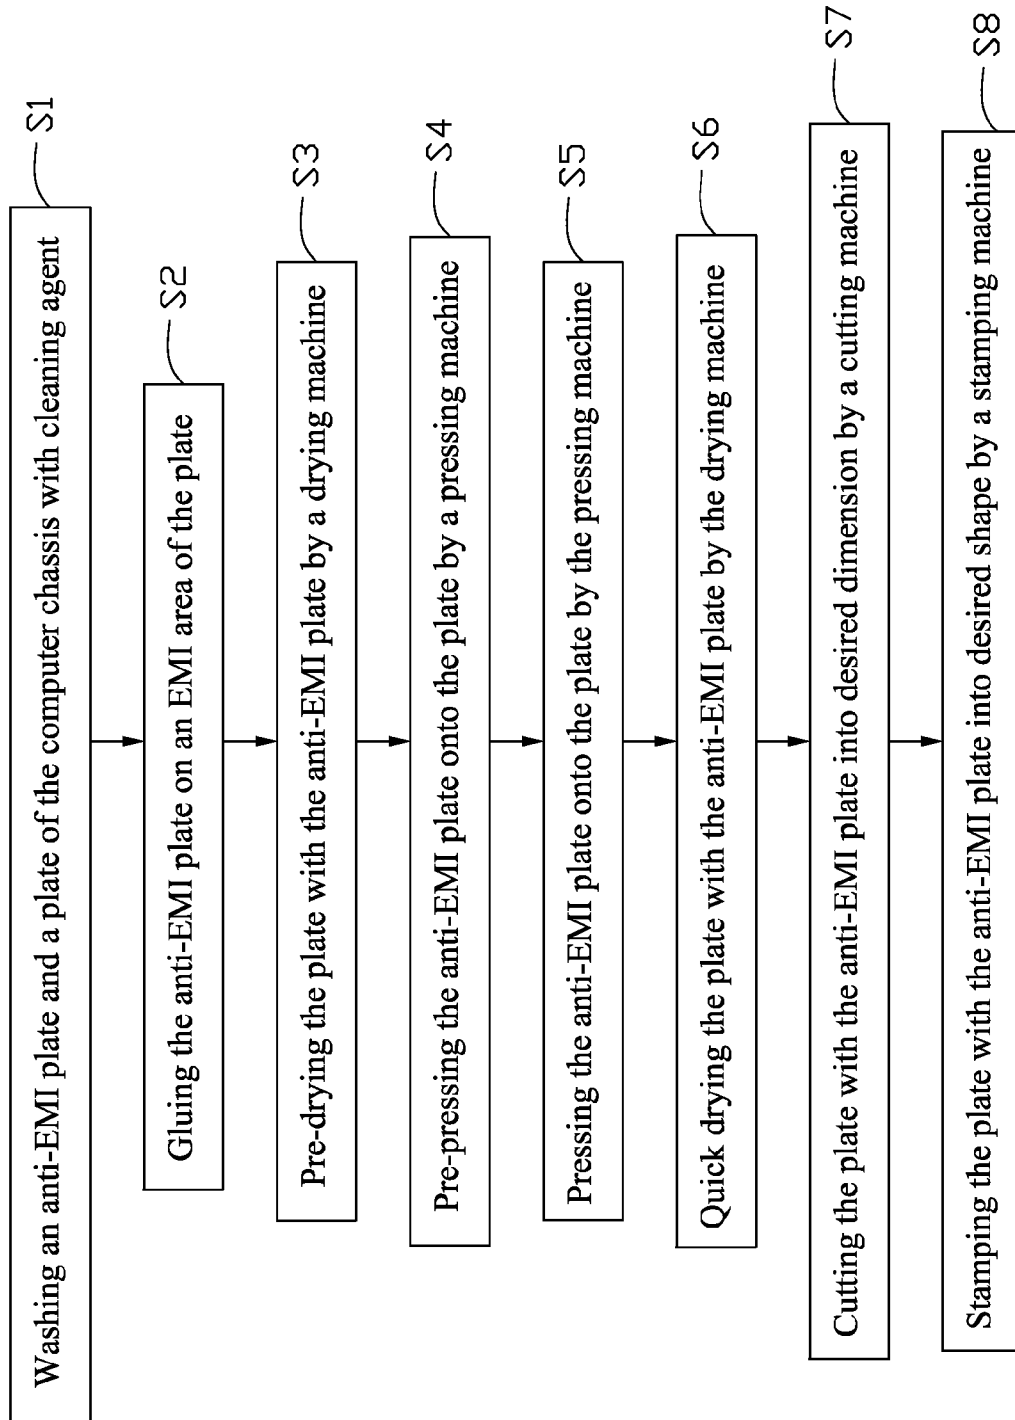 Washing an anti-EMI plate and a plate of the computer chassis with cleaning agent
S1
Gluing the anti-EMI plate on an EMI area of the plate
S2
Pre-drying the plate with the anti-EMI plate by a drying machine
S3
Pre-pressing the anti-EMI plate onto the plate by a pressing machine
S4
Pressing the anti-EMI plate onto the plate by the pressing machine
S5
Quick drying the plate with the anti-EMI plate by the drying machine
S6
Cutting the plate with the anti-EMI plate into desired dimension by a cutting machine
S7
Stamping the plate with the anti-EMI plate into desired shape by a stamping machine
S8